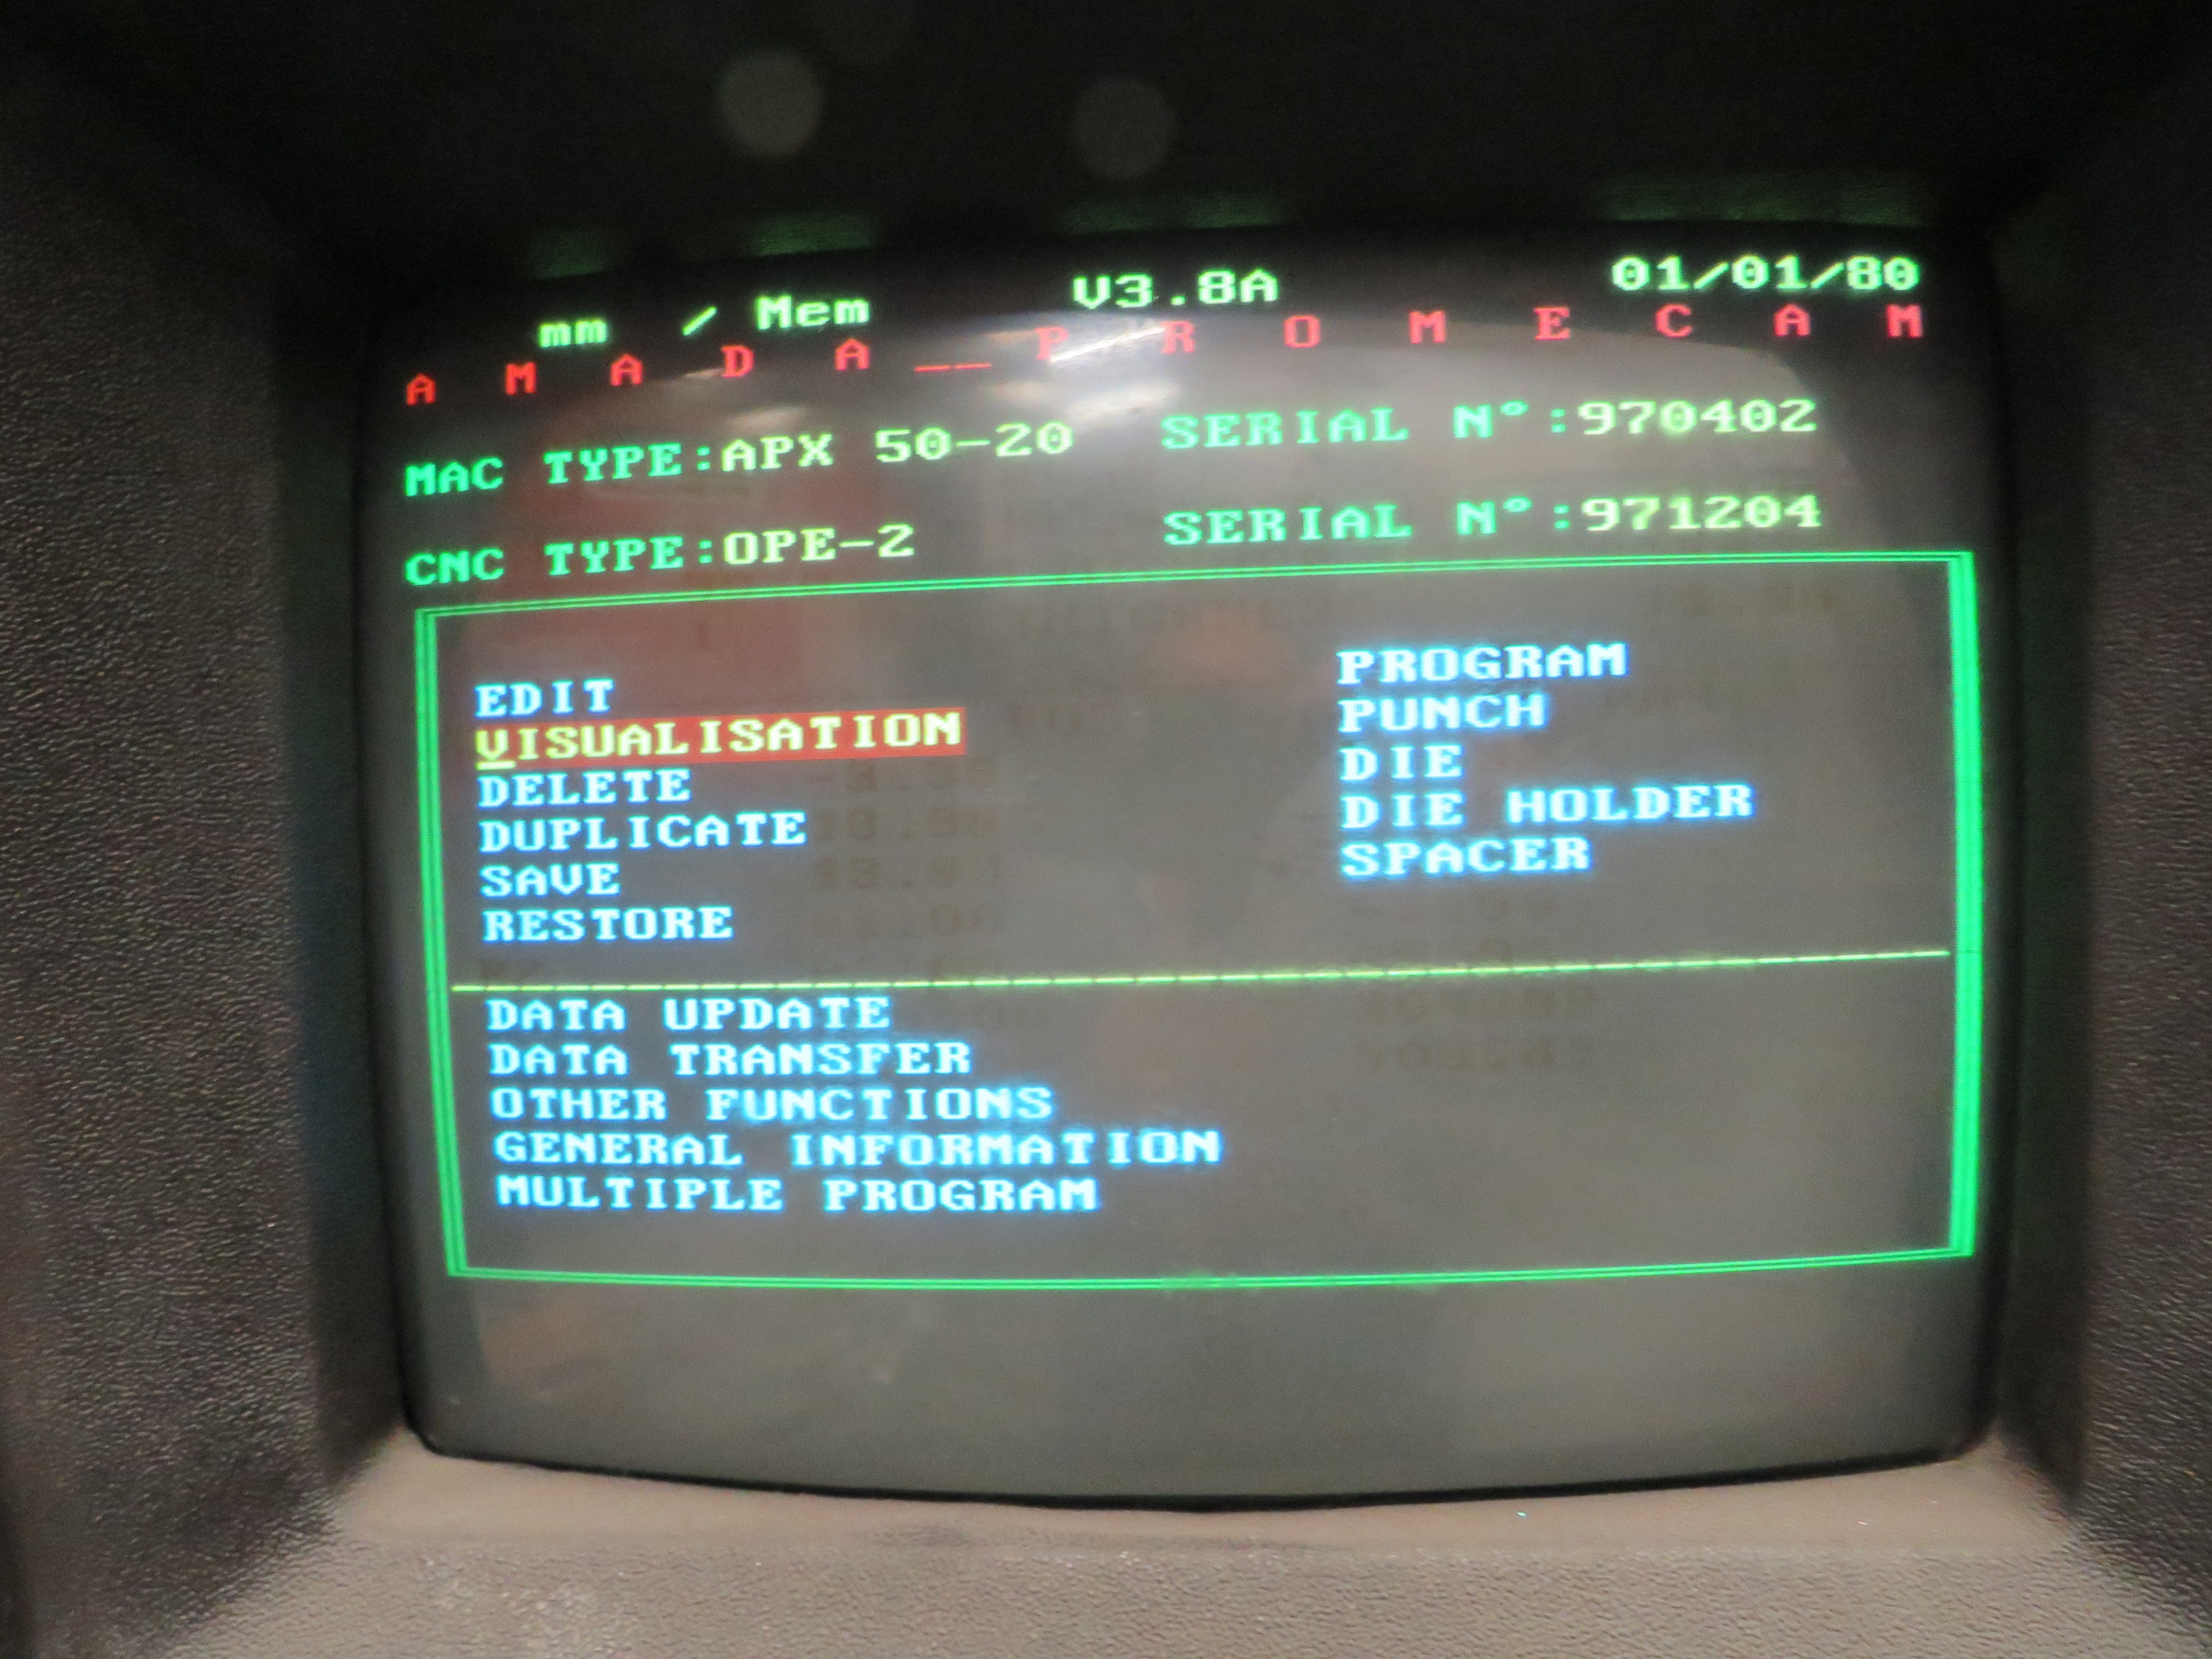 mm / Mem V3.8A 01/01/80
A M A D A __ P R O M E C A M
MAC TYPE:APX 50-20 SERIAL N°:970402
CNC TYPE:OPE-2 SERIAL N°:971204
EDIT
VISUALISATION
DELETE
DUPLICATE
SAVE
RESTORE
PROGRAM
PUNCH
DIE
DIE HOLDER
SPACER
DATA UPDATE
DATA TRANSFER
OTHER FUNCTIONS
GENERAL INFORMATION
MULTIPLE PROGRAM